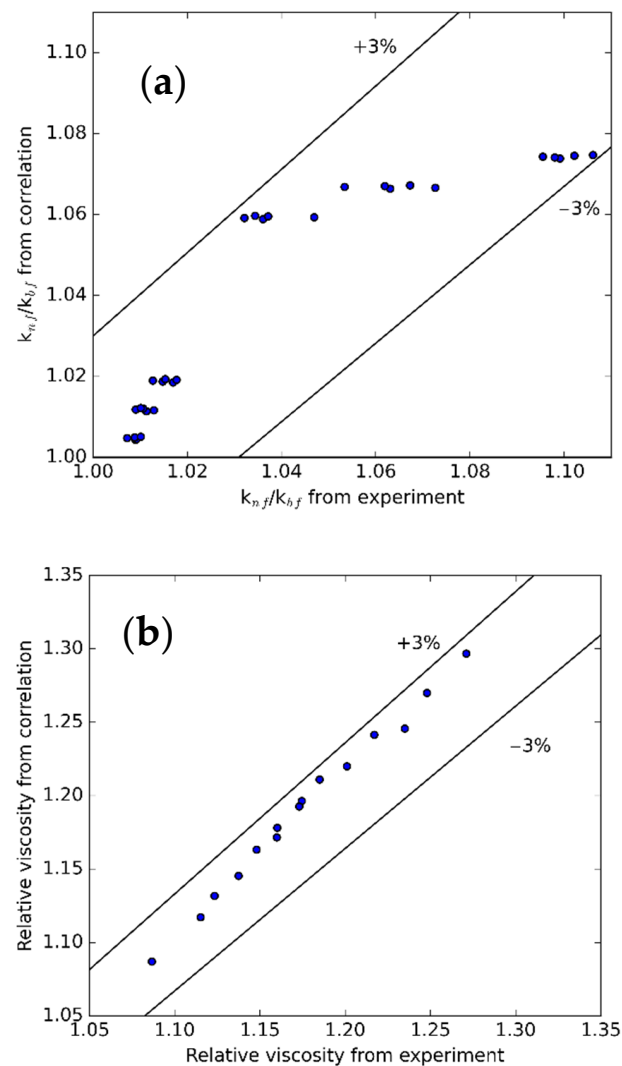 1.10
1.08
1.06
1.04
1.02
1.00
k_nf/k_bf from correlation
(a)
+3%
−3%
1.00 1.02 1.04 1.06 1.08 1.10
k_nf/k_bf from experiment
1.35
1.30
1.25
1.20
1.15
1.10
1.05
Relative viscosity from correlation
(b)
+3%
−3%
1.05 1.10 1.15 1.20 1.25 1.30 1.35
Relative viscosity from experiment